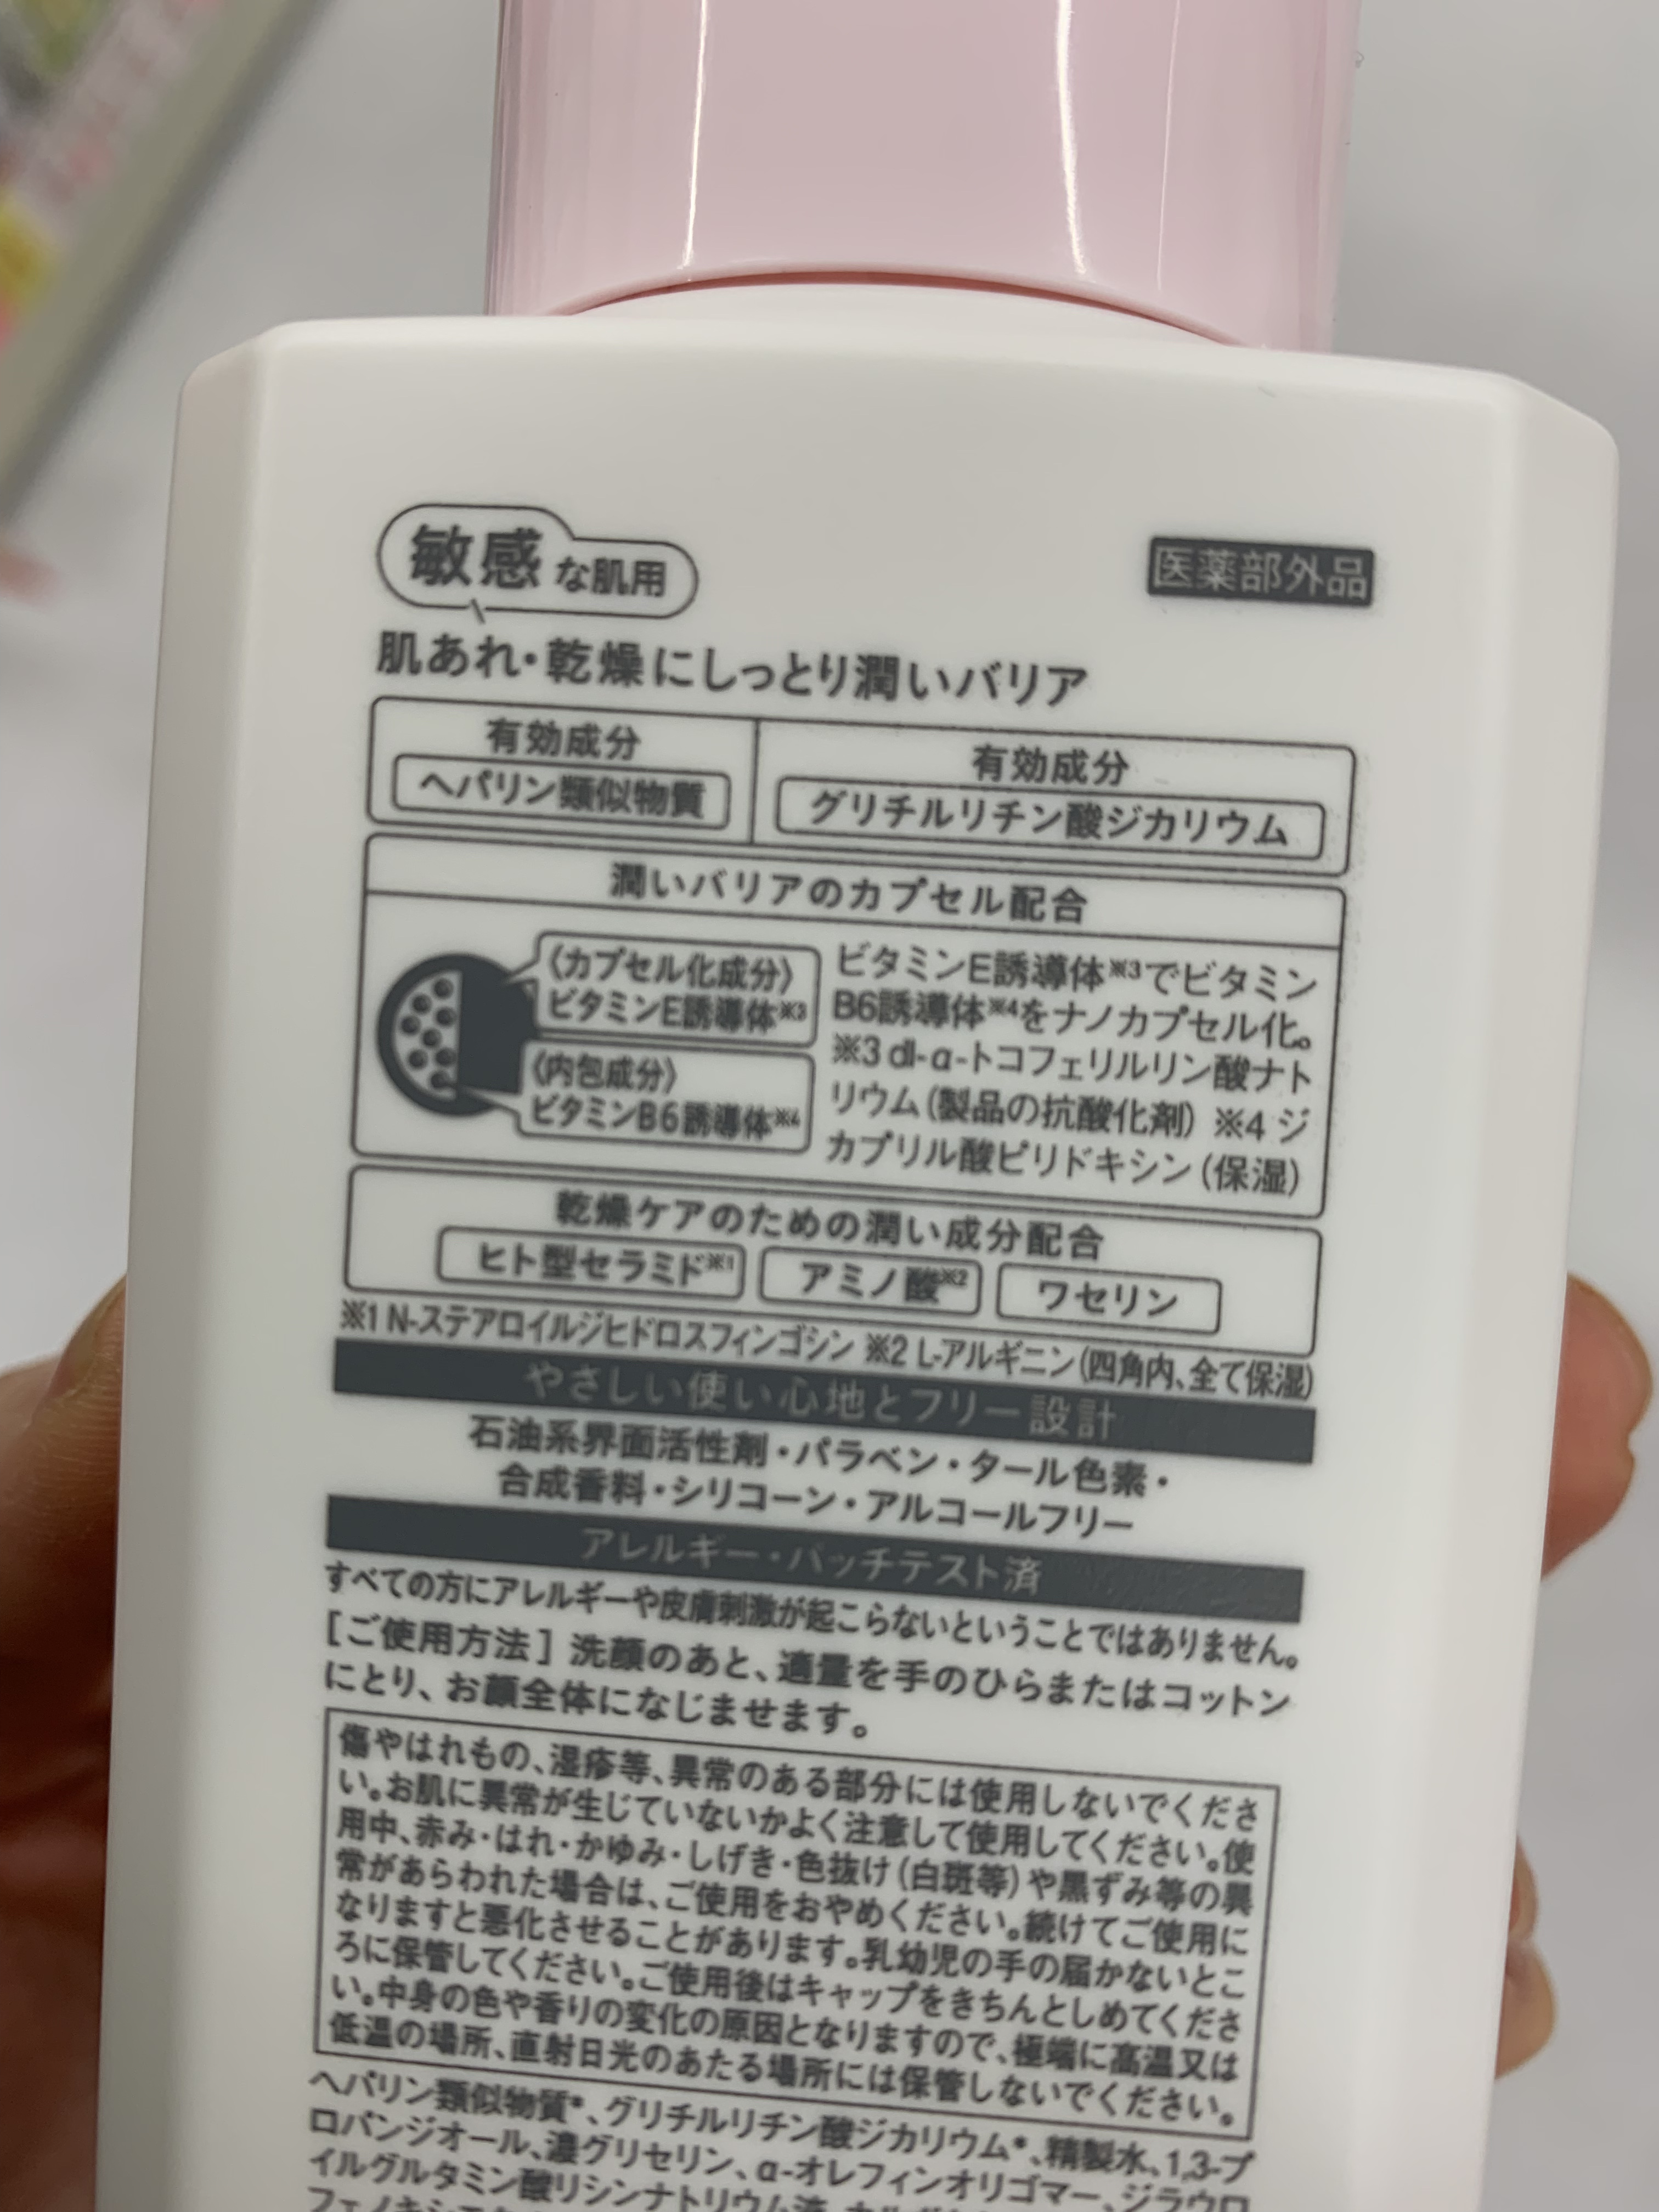 敏感な肌用
医薬部外品
肌あれ・乾燥にしっとり潤いバリア
有効成分
ヘパリン類似物質
有効成分
グリチルリチン酸ジカリウム
潤いバリアのカプセル配合
〈カプセル化成分〉
ビタミンE誘導体※3
〈内包成分〉
ビタミンB6誘導体※4
ビタミンE誘導体※3でビタミン
B6誘導体※4をナノカプセル化。
※3 dl-α-トコフェリルリン酸ナト
リウム(製品の抗酸化剤) ※4 ジ
カプリル酸ピリドキシン(保湿)
乾燥ケアのための潤い成分配合
ヒト型セラミド※1
アミノ酸※2
ワセリン
※1 N-ステアロイルジヒドロスフィンゴシン ※2 L-アルギニン(四角内、全て保湿)
やさしい使い心地とフリー設計
石油系界面活性剤・パラベン・タール色素・
合成香料・シリコーン・アルコールフリー
アレルギー・パッチテスト済
すべての方にアレルギーや皮膚刺激が起こらないということではありません。
[ご使用方法] 洗顔のあと、適量を手のひらまたはコットン
にとり、お顔全体になじませます。
傷やはれもの、湿疹等、異常のある部分には使用しないでくださ
い。お肌に異常が生じていないかよく注意して使用してください。使
用中、赤み・はれ・かゆみ・しげき・色抜け(白斑等)や黒ずみ等の異
常があらわれた場合は、ご使用をおやめください。続けてご使用に
なりますと悪化させることがあります。乳幼児の手の届かないとこ
ろに保管してください。ご使用後はキャップをきちんとしめてくださ
い。中身の色や香りの変化の原因となりますので、極端に高温又は
低温の場所、直射日光のあたる場所には保管しないでください。
ヘパリン類似物質*、グリチルリチン酸ジカリウム*、精製水、1,3-プ
ロパンジオール、濃グリセリン、α-オレフィンオリゴマー、ジラウロ
イルグルタミン酸リシンナトリウム液、